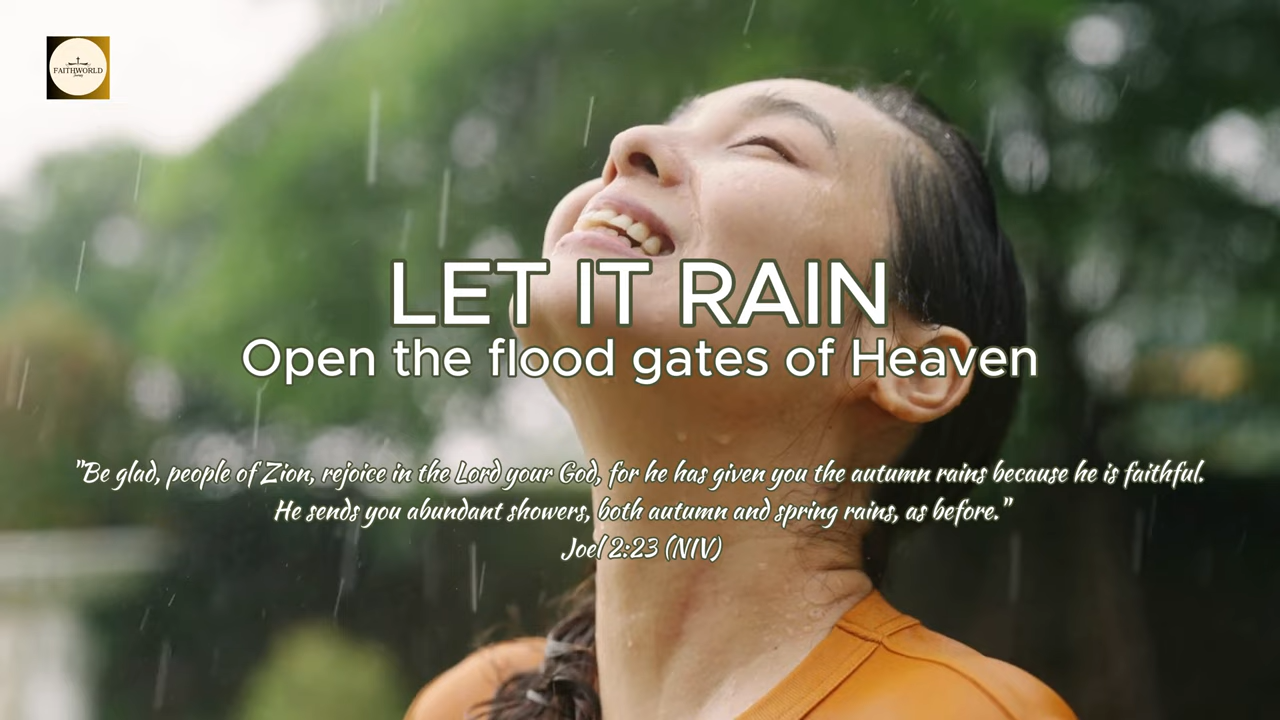 FAITHWORLD
LET IT RAIN
Open the flood gates of Heaven
"Be glad, people of Zion, rejoice in the Lord your God, for he has given you the autumn rains because he is faithful.
He sends you abundant showers, both autumn and spring rains, as before."
Joel 2:23 (NIV)